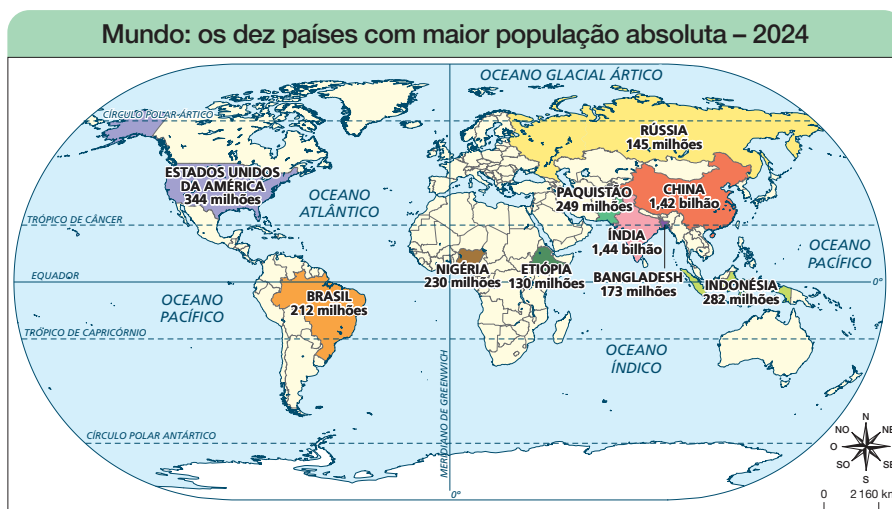 Mundo: os dez países com maior população absoluta – 2024
OCEANO GLACIAL ÁRTICO
CÍRCULO POLAR ÁRTICO
RÚSSIA
145 milhões
ESTADOS UNIDOS
DA AMÉRICA
344 milhões
OCEANO
ATLÂNTICO
PAQUISTÃO
249 milhões
CHINA
1,42 bilhão
TRÓPICO DE CÂNCER
ÍNDIA
1,44 bilhão
OCEANO
PACÍFICO
EQUADOR
NIGÉRIA
230 milhões
ETIÓPIA
130 milhões
BANGLADESH
173 milhões
INDONÉSIA
282 milhões
0°
OCEANO
PACÍFICO
BRASIL
212 milhões
TRÓPICO DE CAPRICÓRNIO
OCEANO
ÍNDICO
MERIDIANO DE GREENWICH
CÍRCULO POLAR ANTÁRTICO
0°
N
NO
NE
O
SO
SE
S
0 2 160 km